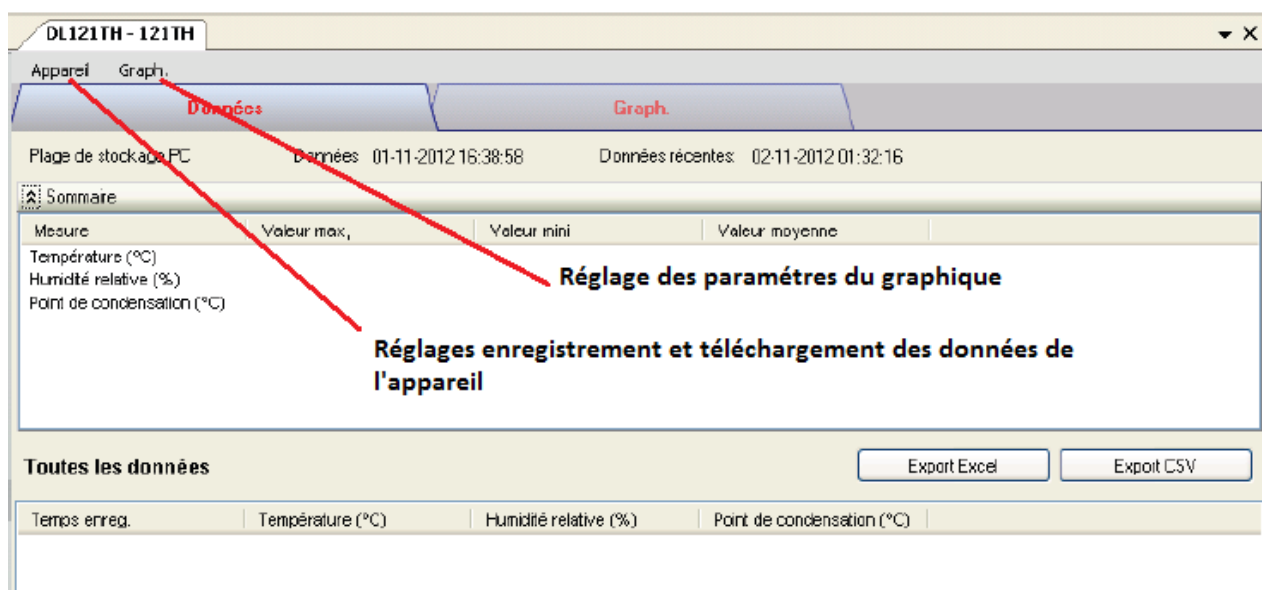 DL121TH - 121TH
Appareil Graph.
Données Graph.
Plage de stockage PC Données 01-11-2012 16:38:58 Données récentes: 02-11-2012 01:32:16
Sommaire
Mesure Valeur max, Valeur mini Valeur moyenne
Température (°C)
Humidité relative (%)
Point de condensation (°C)
Réglage des paramétres du graphique
Réglages enregistrement et téléchargement des données de
l'appareil
Toutes les données Export Excel Export CSV
Temps enreg. Température (°C) Humidité relative (%) Point de condensation (°C)